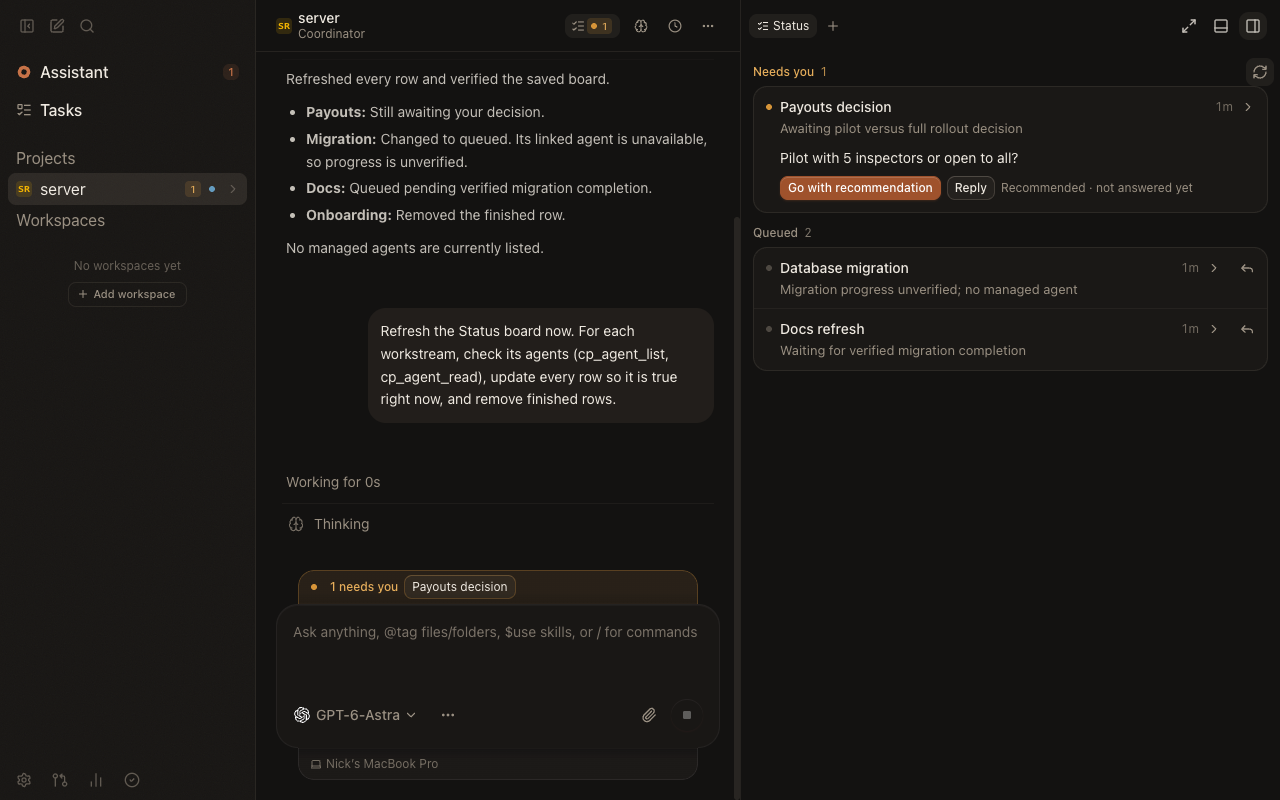 Assistant
1
Tasks
Projects
SR server 1
Workspaces
No workspaces yet
Add workspace
SR server
Coordinator
1
Refreshed every row and verified the saved board.
• Payouts: Still awaiting your decision.
• Migration: Changed to queued. Its linked agent is unavailable,
so progress is unverified.
• Docs: Queued pending verified migration completion.
• Onboarding: Removed the finished row.
No managed agents are currently listed.
Refresh the Status board now. For each
workstream, check its agents (cp_agent_list,
cp_agent_read), update every row so it is true
right now, and remove finished rows.
Working for 0s
Thinking
1 needs you Payouts decision
Ask anything, @tag files/folders, $use skills, or / for commands
GPT-6-Astra
Nick's MacBook Pro
Status
Needs you 1
Payouts decision 1m
Awaiting pilot versus full rollout decision
Pilot with 5 inspectors or open to all?
Go with recommendation Reply Recommended · not answered yet
Queued 2
Database migration 1m
Migration progress unverified; no managed agent
Docs refresh 1m
Waiting for verified migration completion